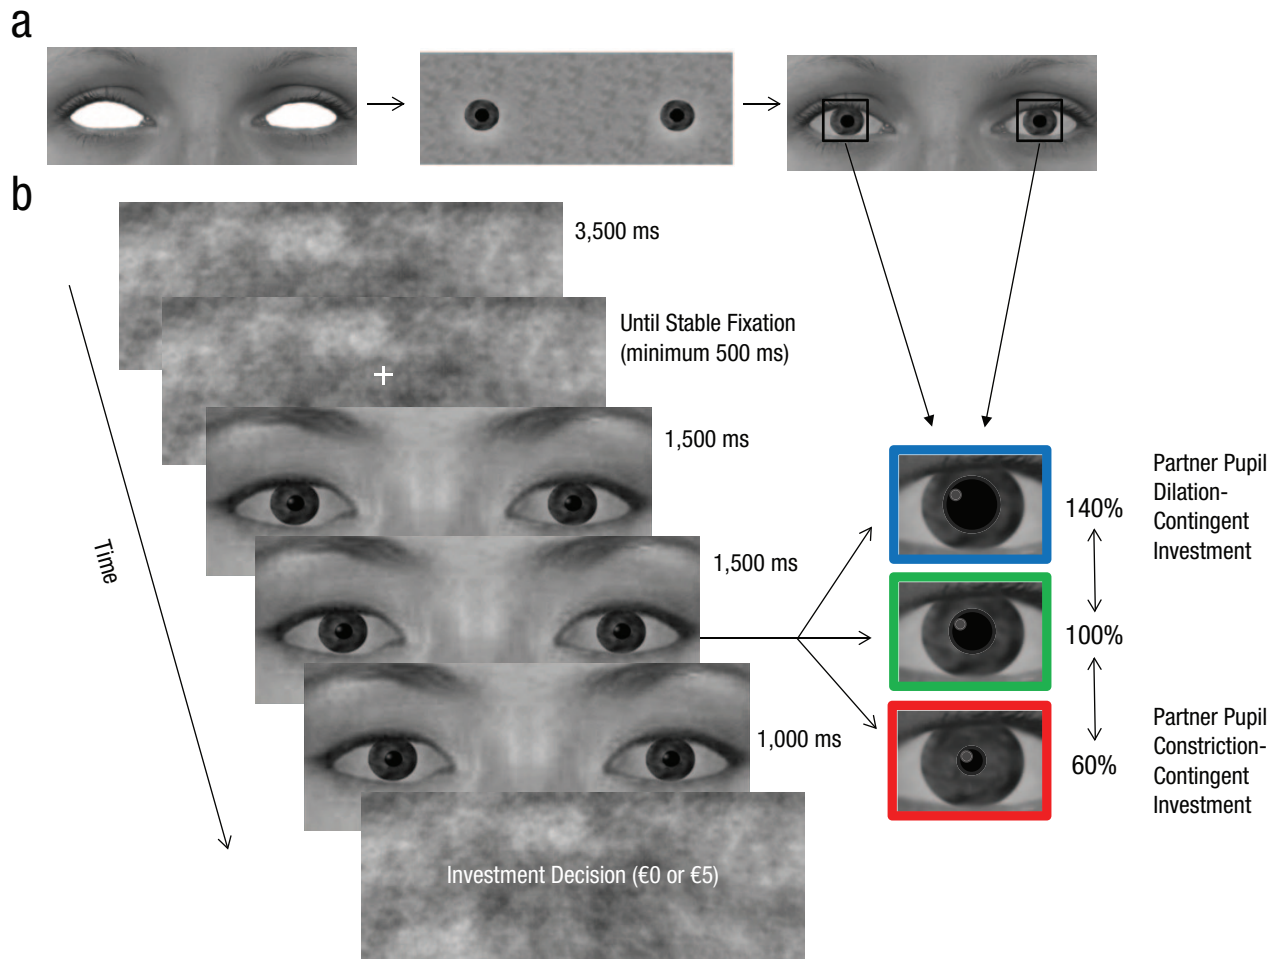 a
b
3,500 ms
Until Stable Fixation
(minimum 500 ms)
+
1,500 ms
1,500 ms
1,000 ms
Time
Investment Decision (€0 or €5)
140%
100%
60%
Partner Pupil
Dilation-
Contingent
Investment
Partner Pupil
Constriction-
Contingent
Investment